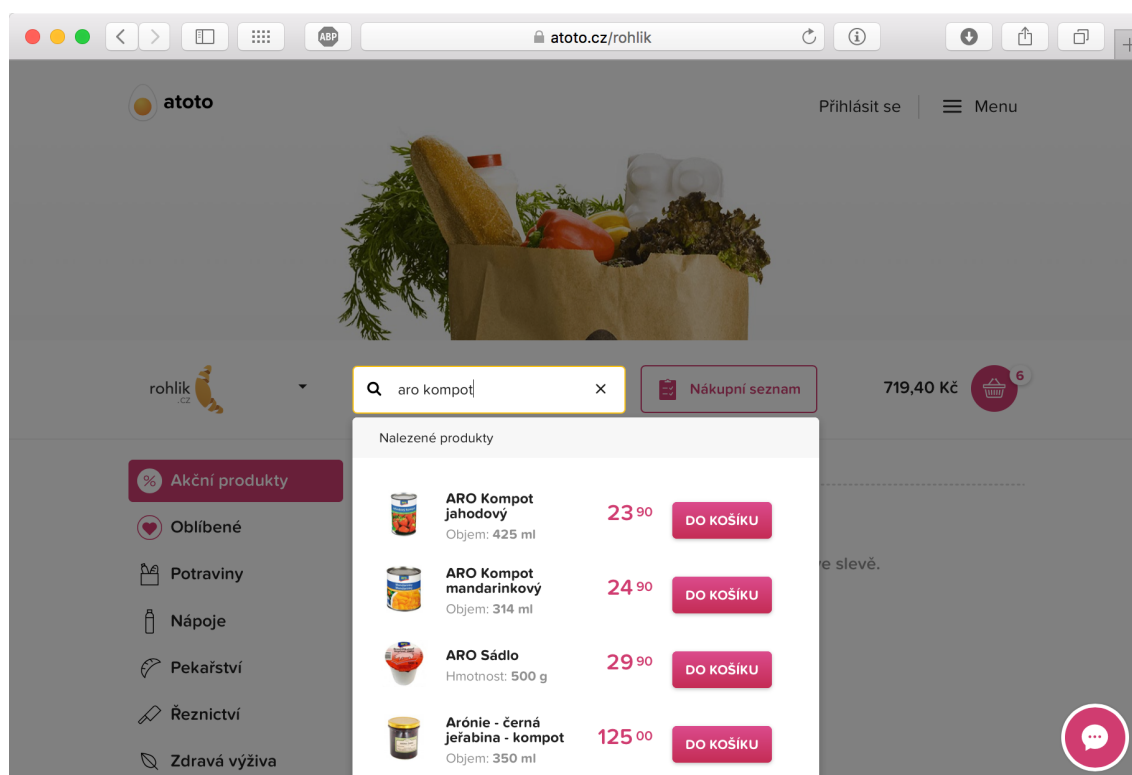 ABP
atoto.cz/rohlik
atoto
Přihlásit se
Menu
rohlik
.cz
aro kompot
Nákupní seznam
719,40 Kč
6
Nalezené produkty
Akční produkty
Oblíbené
Potraviny
Nápoje
Pekařství
Řeznictví
Zdravá výživa
ARO Kompot
jahodový
Objem: 425 ml
23 90
DO KOŠÍKU
ARO Kompot
mandarinkový
Objem: 314 ml
24 90
DO KOŠÍKU
ARO Sádlo
Hmotnost: 500 g
29 90
DO KOŠÍKU
Arónie - černá
jeřabina - kompot
Objem: 350 ml
125 00
DO KOŠÍKU
ve slevě.